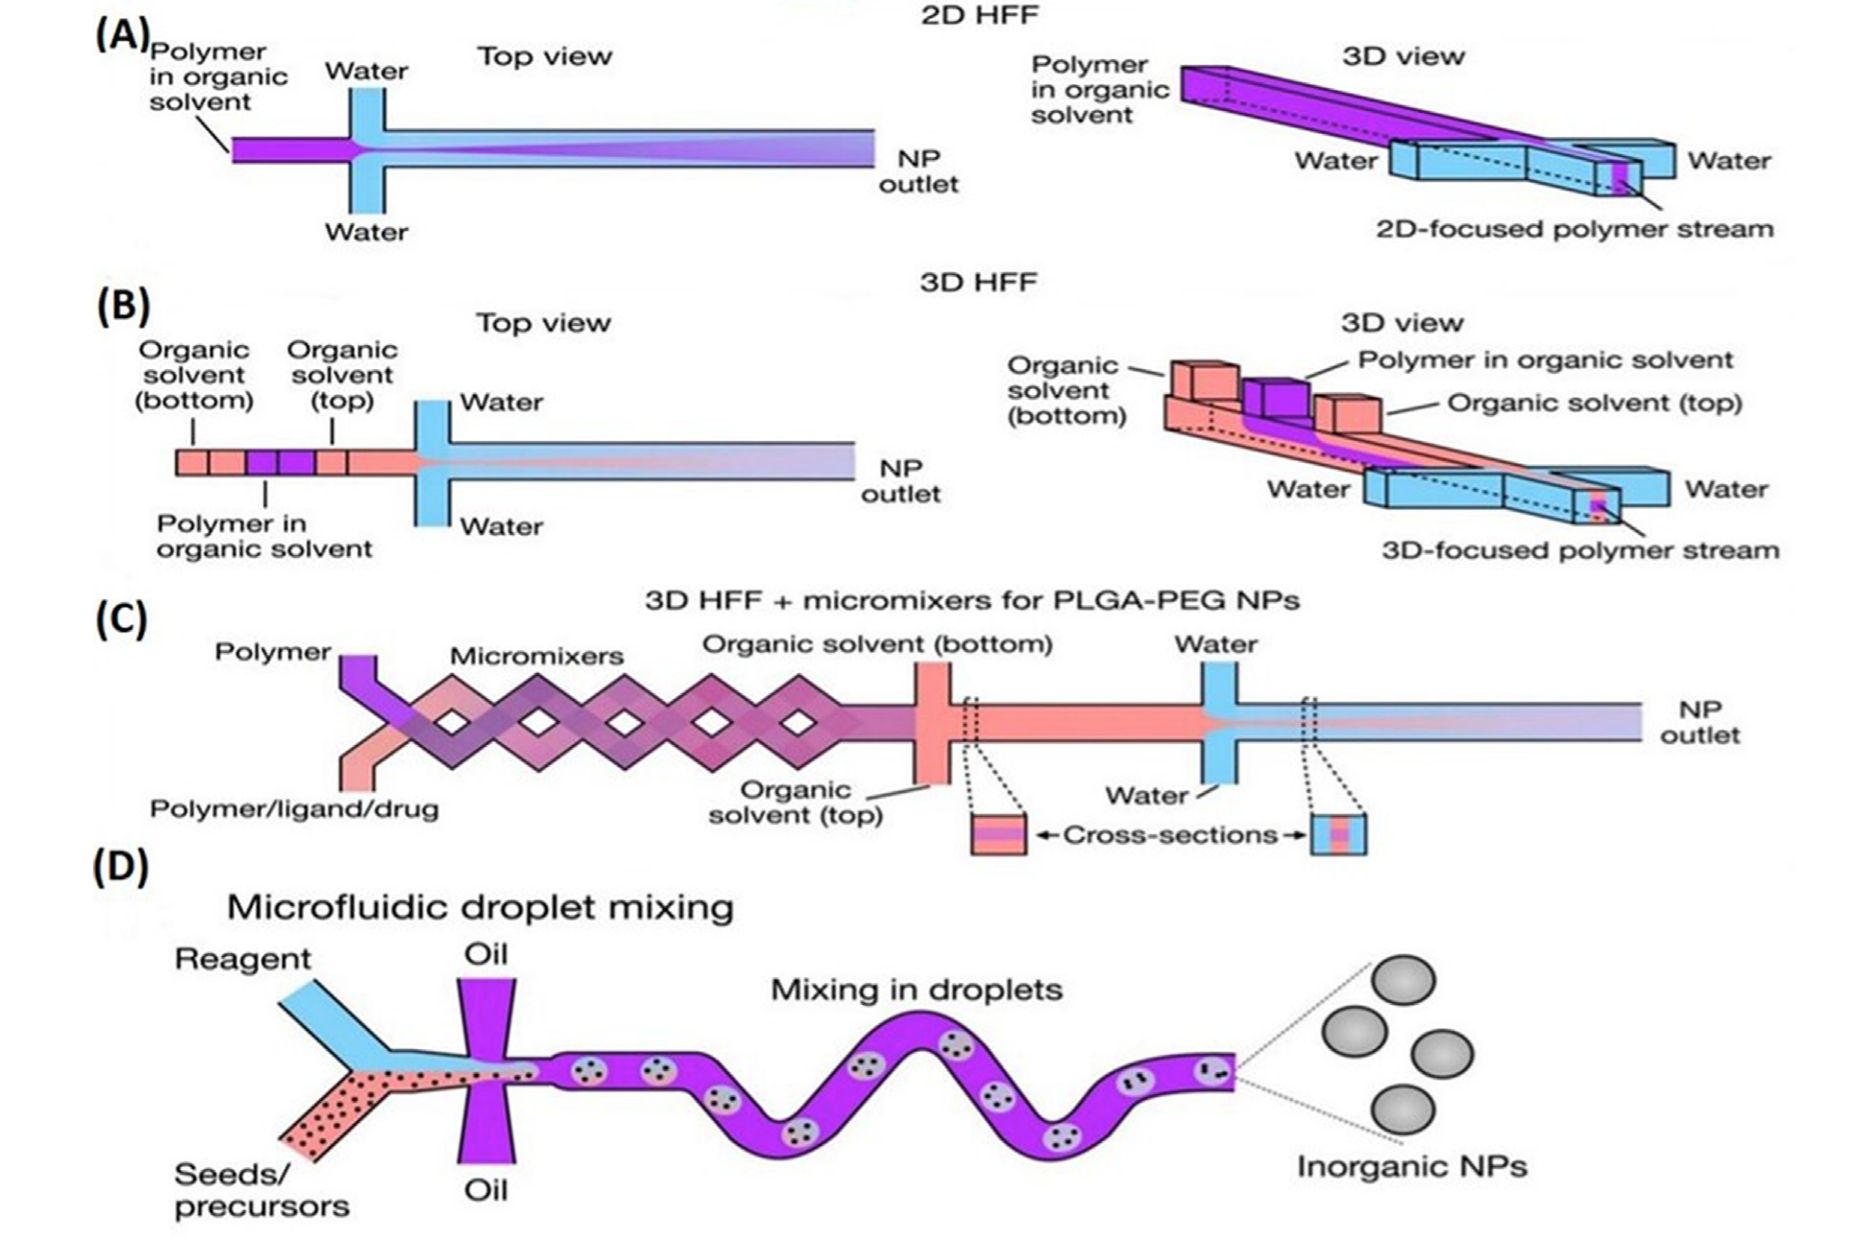 (A)
2D HFF
Polymer
in organic
solvent
Water
Top view
Water
NP
outlet
3D view
Polymer
in organic
solvent
Water
Water
2D-focused polymer stream
(B)
3D HFF
Top view
Organic
solvent
(bottom)
Organic
solvent
(top)
Water
Polymer in
organic solvent
Water
NP
outlet
3D view
Organic
solvent
(bottom)
Polymer in organic solvent
Organic solvent (top)
Water
Water
3D-focused polymer stream
(C)
3D HFF + micromixers for PLGA-PEG NPs
Polymer
Micromixers
Organic solvent (bottom)
Water
Polymer/ligand/drug
Organic
solvent (top)
Water
Cross-sections
NP
outlet
(D)
Microfluidic droplet mixing
Reagent
Oil
Mixing in droplets
Seeds/
precursors
Oil
Inorganic NPs